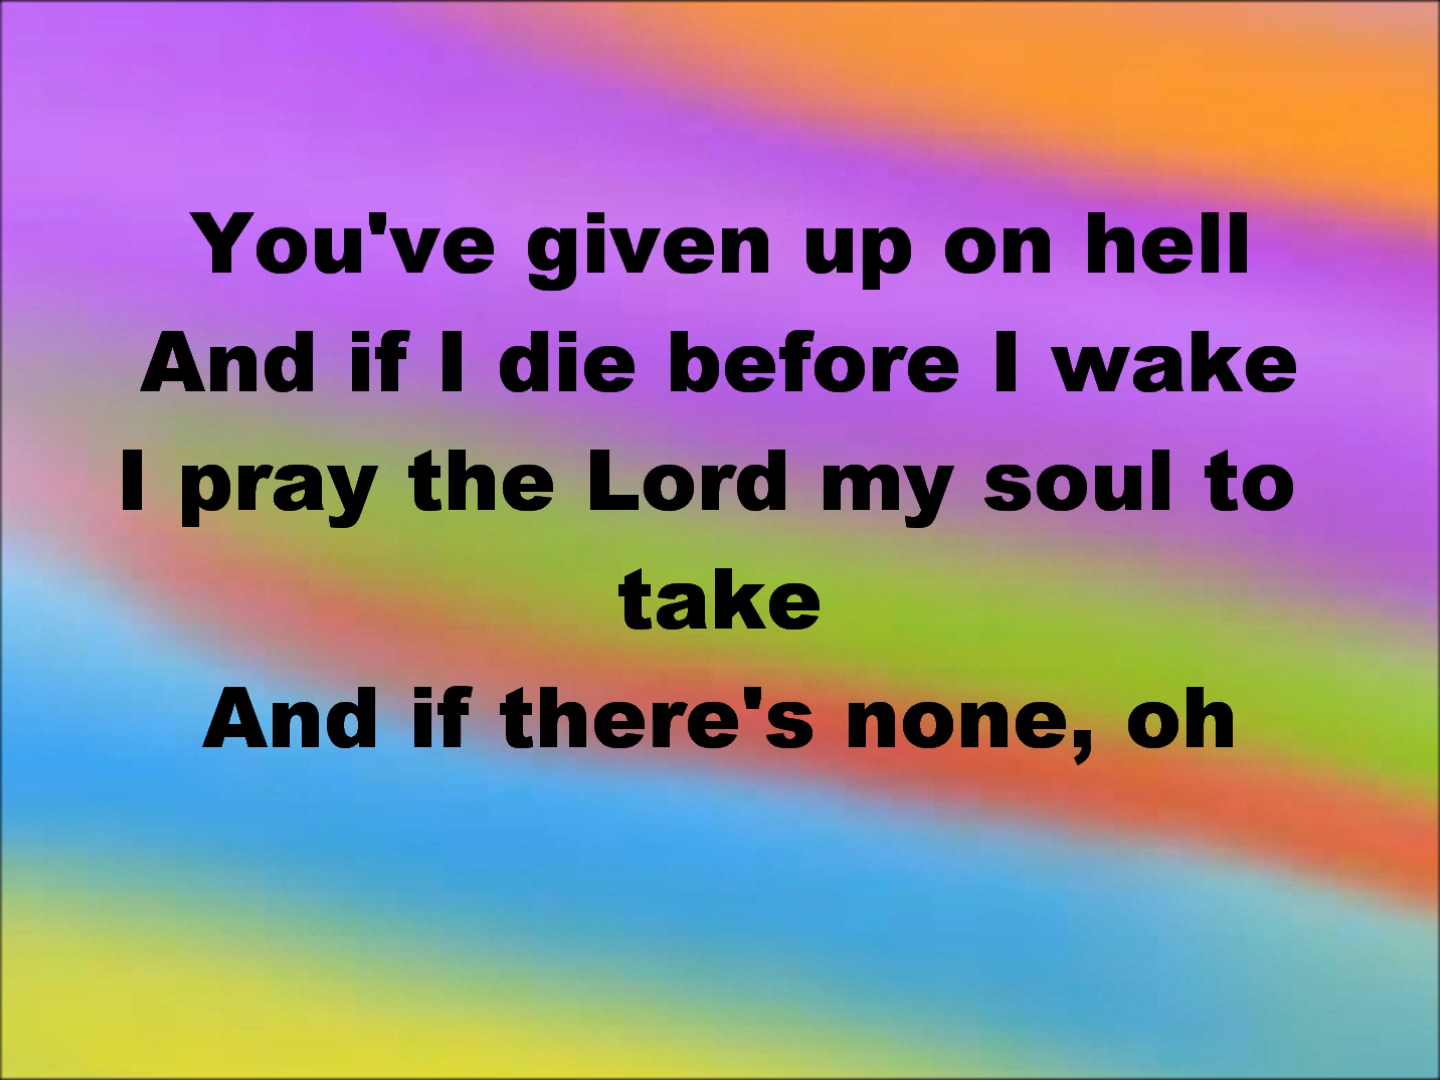 You've given up on hell
And if I die before I wake
I pray the Lord my soul to
take
And if there's none, oh